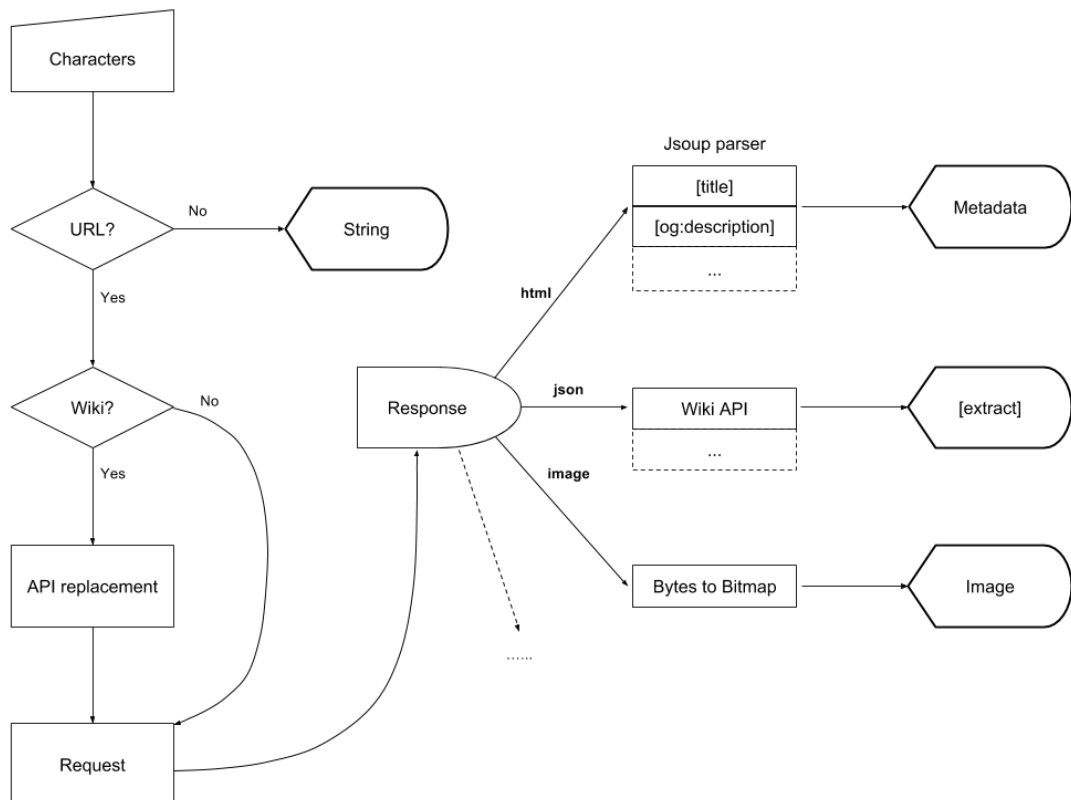 Characters
URL?
No
String
Yes
Wiki?
No
Yes
API replacement
Request
Response
html
json
image
......
Jsoup parser
[title]
[og:description]
...
Metadata
Wiki API
...
[extract]
Bytes to Bitmap
Image